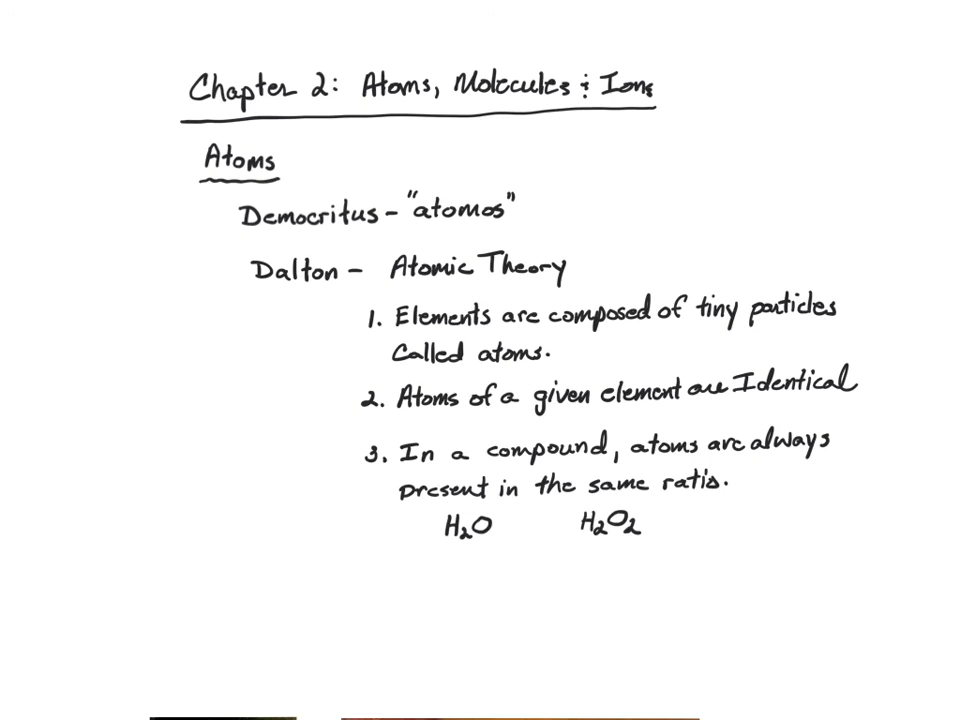 Chapter 2: Atoms, Molecules & Ions
Atoms
Democritus - "atomos"
Dalton - Atomic Theory
1. Elements are composed of tiny particles
called atoms.
2. Atoms of a given element are Identical
3. In a compound, atoms are always
present in the same ratio.
H₂O H₂O₂